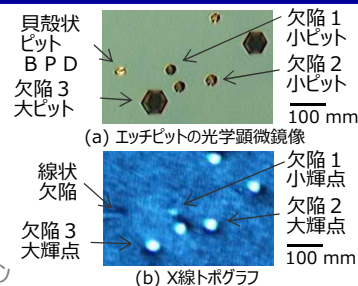 貝殻状
ピット
ＢＰＤ
欠陥３
大ピット
欠陥１
小ピット
欠陥２
小ピット
100 mm
(a) エッチピットの光学顕微鏡像
線状
欠陥
欠陥３
大輝点
欠陥１
小輝点
欠陥２
大輝点
100 mm
(b) X線トポグラフ
ン